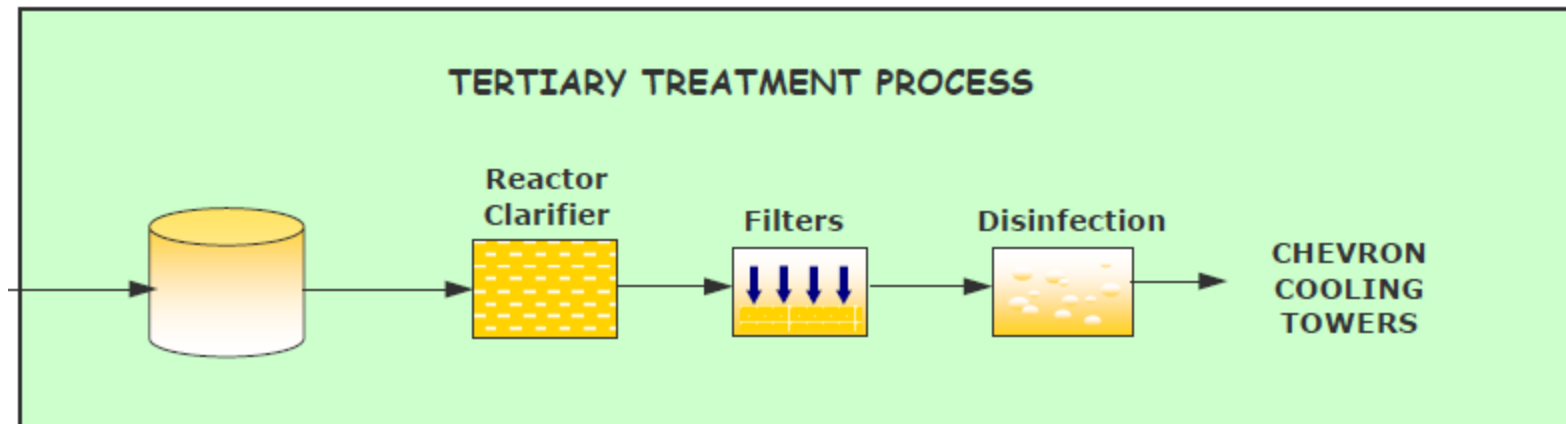 TERTIARY TREATMENT PROCESS
Reactor
Clarifier
Filters
Disinfection
CHEVRON
COOLING
TOWERS